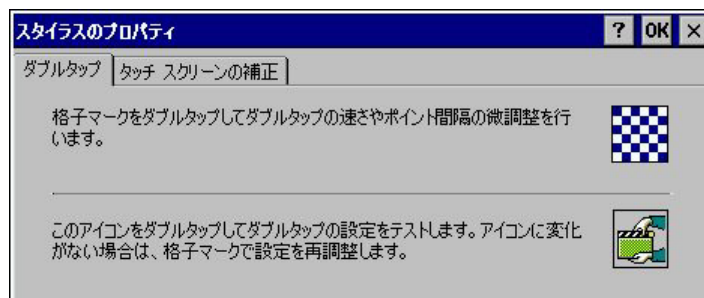 スタイラスのプロパティ ? OK ×
ダブルタップ タッチ スクリーンの補正
格子マークをダブルタップしてダブルタップの速さやポイント間隔の微調整を行
います。
このアイコンをダブルタップしてダブルタップの設定をテストします。アイコンに変化
がない場合は、格子マークで設定を再調整します。